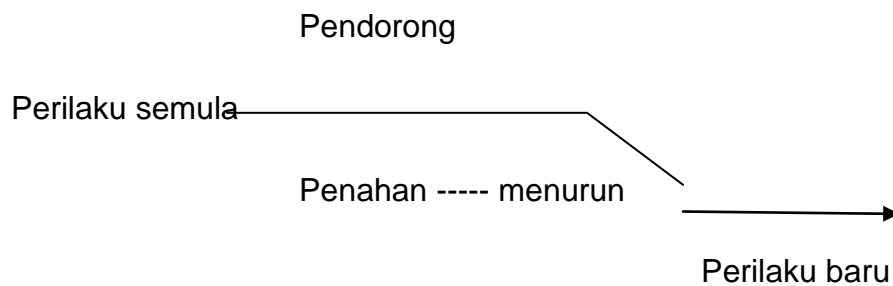 Pendorong
Perilaku semula
Penahan ----- menurun
Perilaku baru